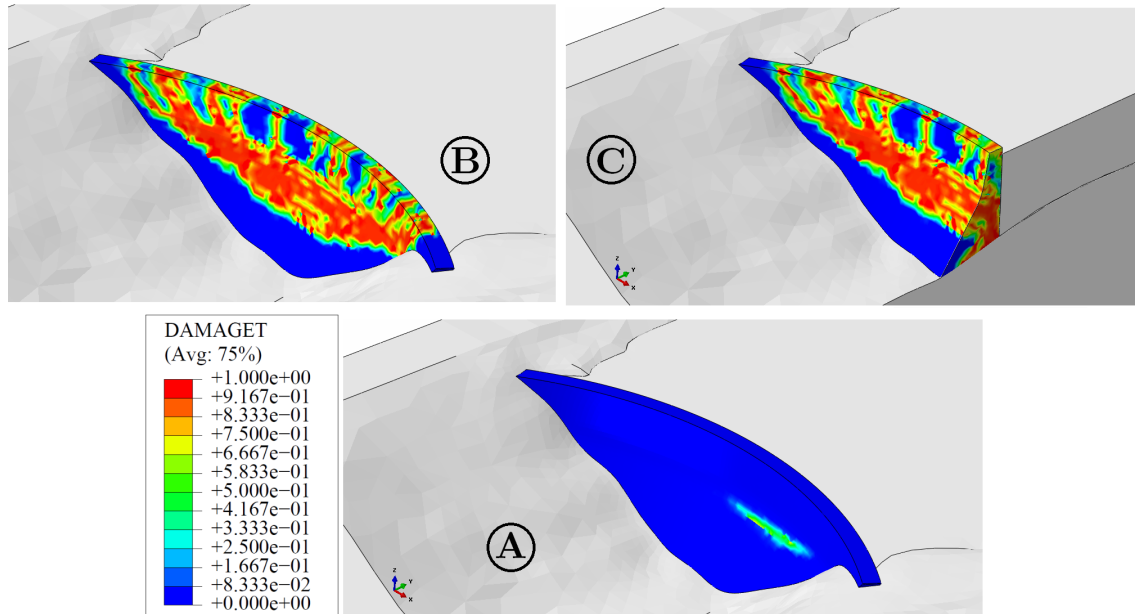 B
C
Z
Y
X
DAMAGET
(Avg: 75%)
+1.000e+00
+9.167e−01
+8.333e−01
+7.500e−01
+6.667e−01
+5.833e−01
+5.000e−01
+4.167e−01
+3.333e−01
+2.500e−01
+1.667e−01
+8.333e−02
+0.000e+00
A
Z
Y
X